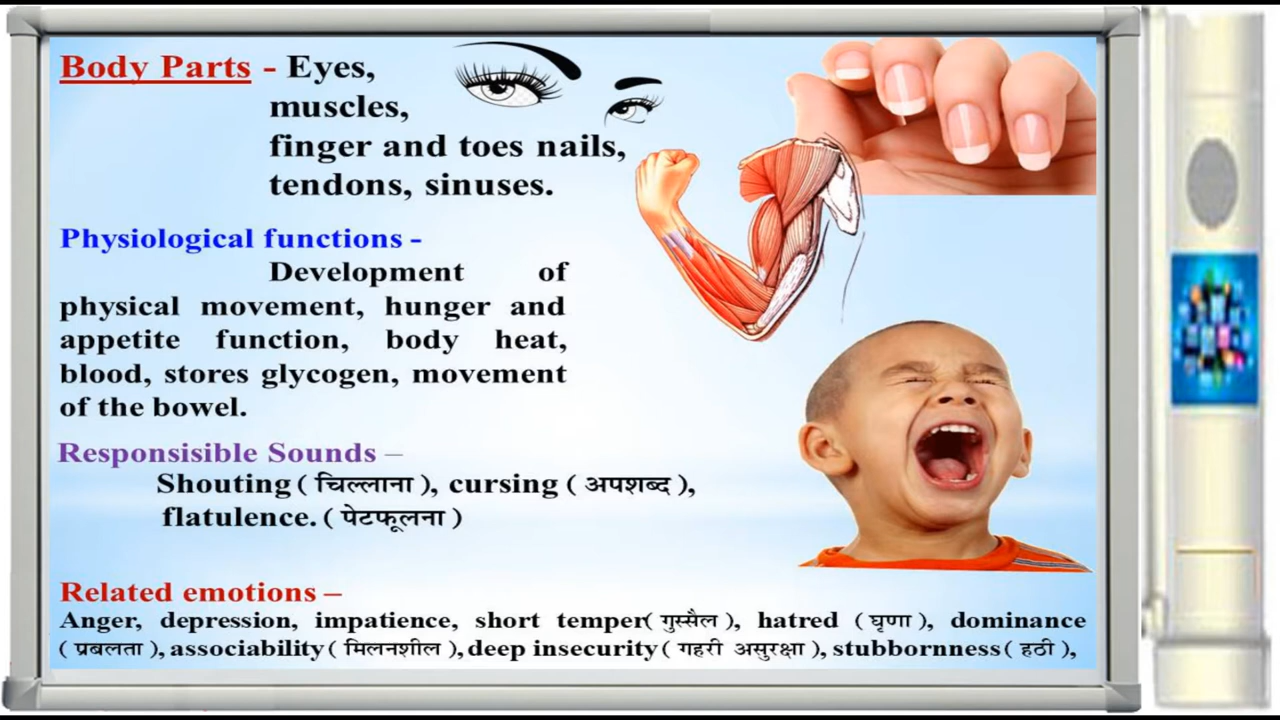 Body Parts - Eyes,
muscles,
finger and toes nails,
tendons, sinuses.
Physiological functions -
Development of
physical movement, hunger and
appetite function, body heat,
blood, stores glycogen, movement
of the bowel.
Responsisible Sounds –
Shouting ( चिल्लाना ), cursing ( अपशब्द ),
flatulence. ( पेटफूलना )
Related emotions –
Anger, depression, impatience, short temper( गुस्सैल ), hatred ( घृणा ), dominance
( प्रबलता ), associability ( मिलनशील ), deep insecurity ( गहरी असुरक्षा ), stubbornness ( हठी ),